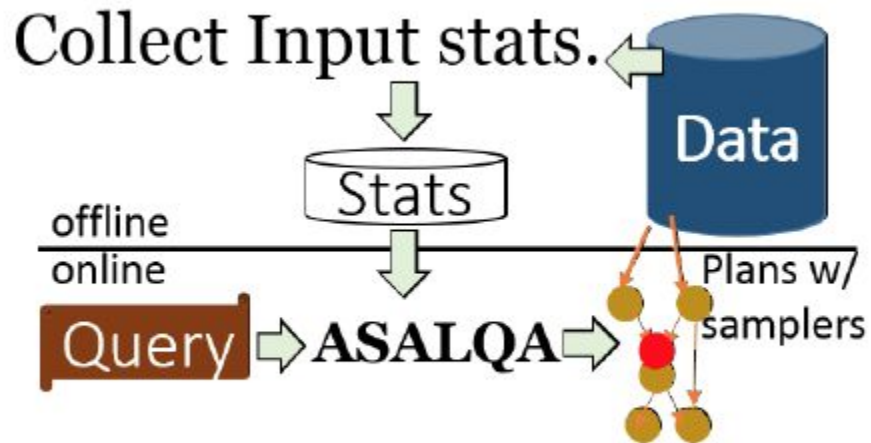 Collect Input stats.
Data
Stats
offline
online
Plans w/
samplers
Query
ASALQA